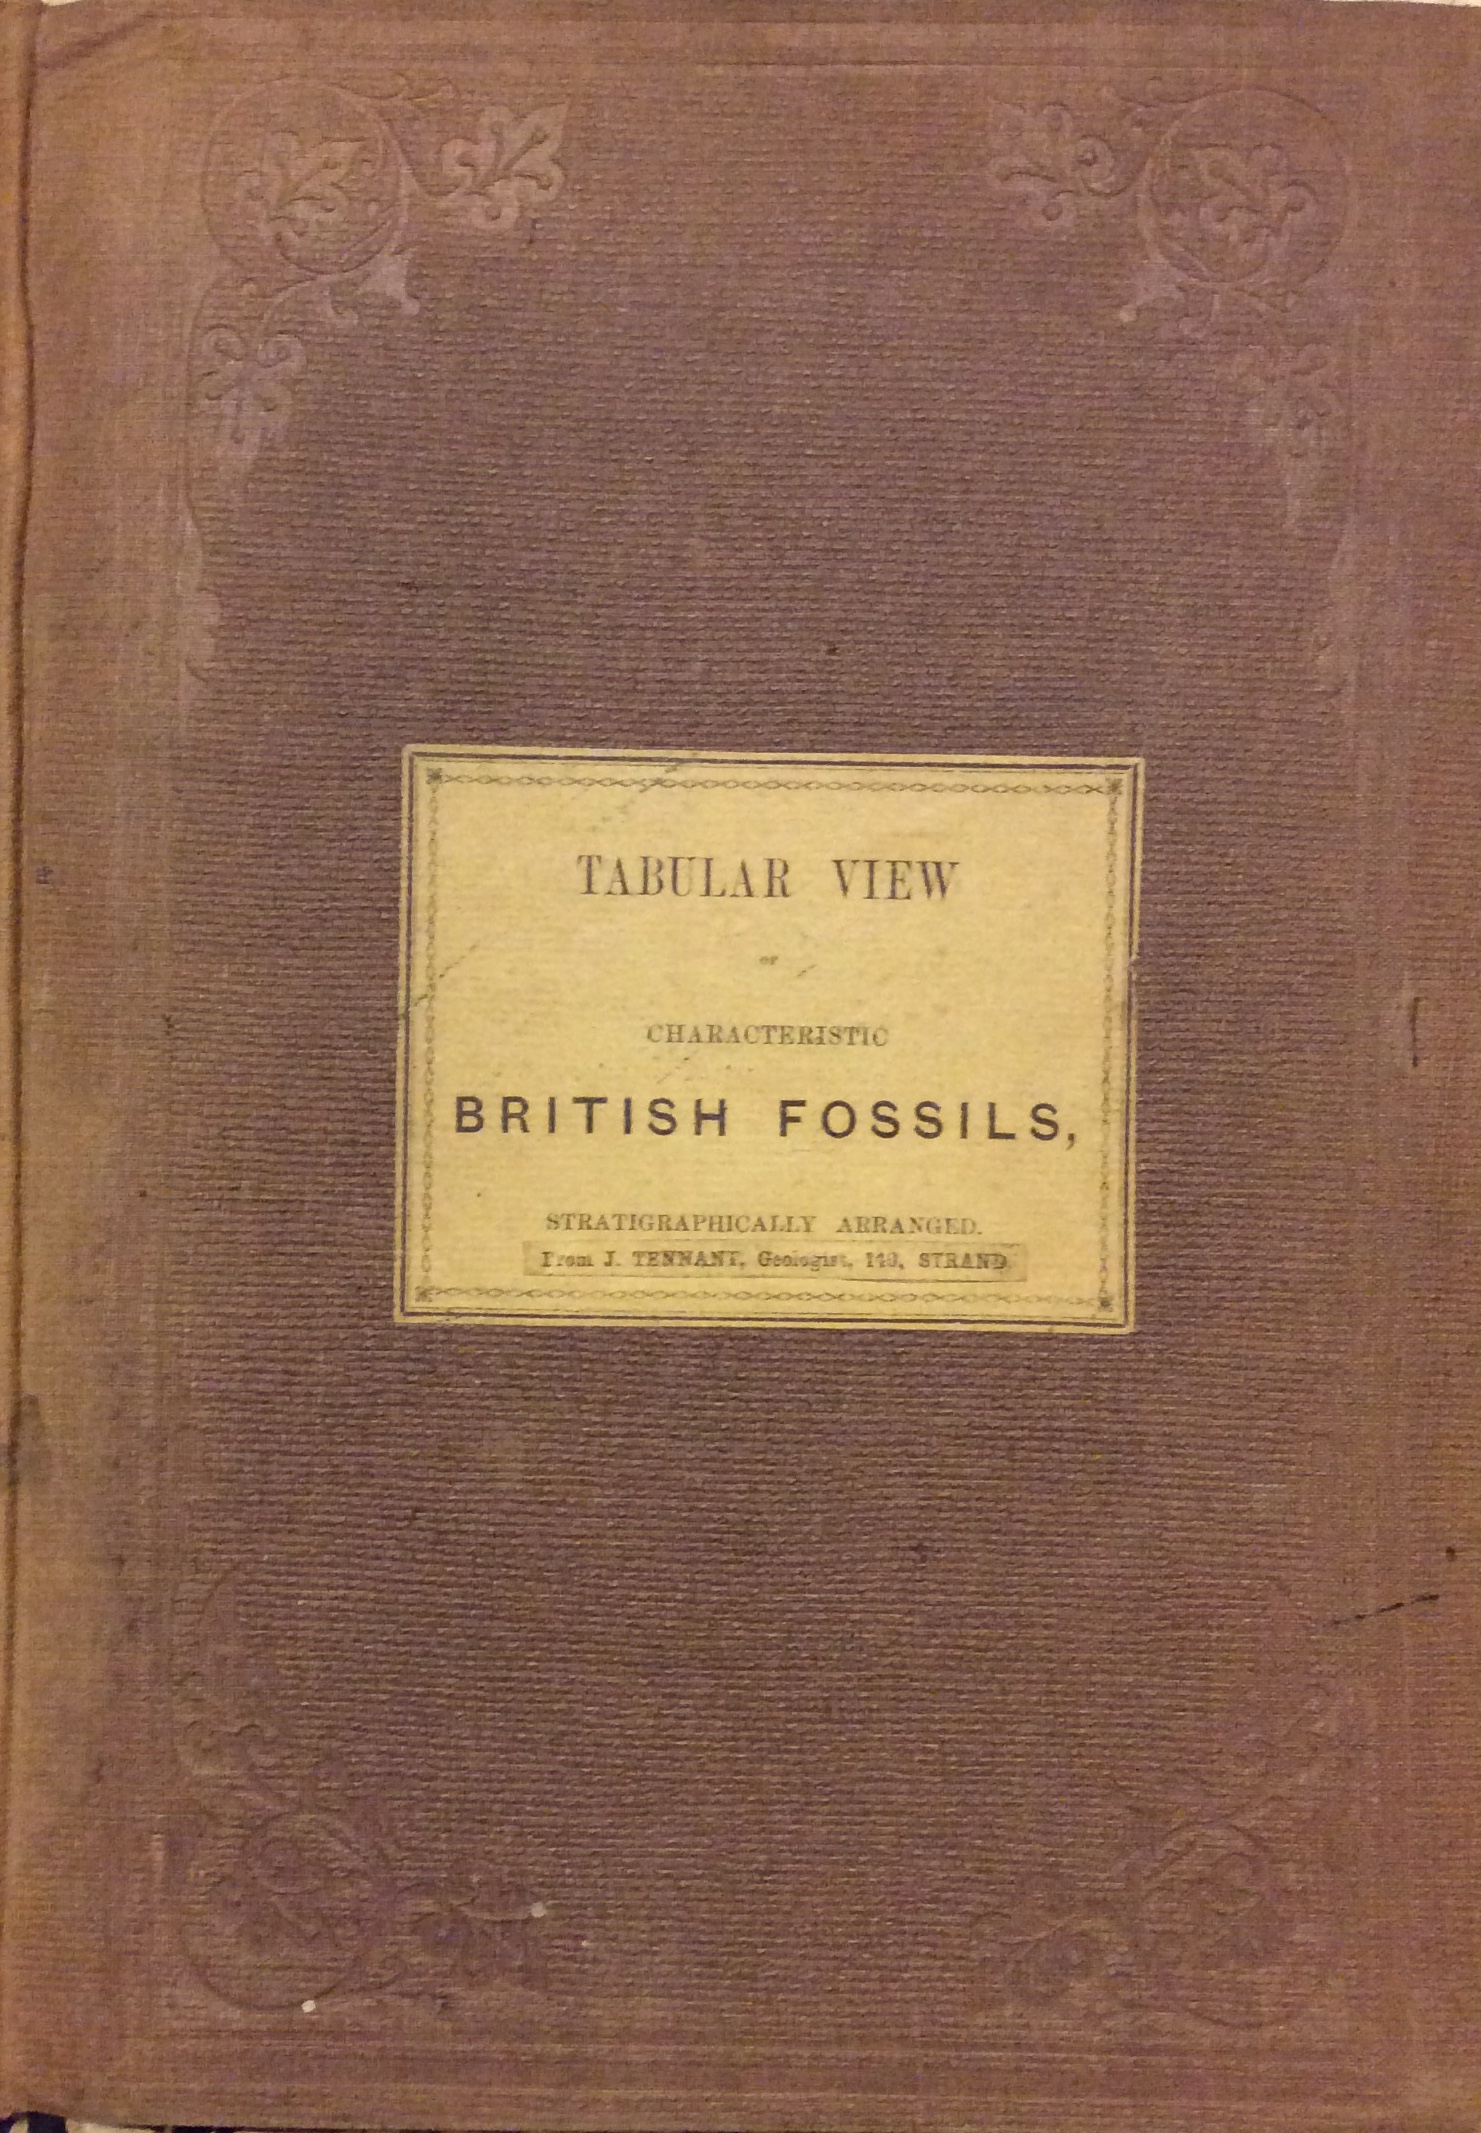 TABULAR VIEW
OF
CHARACTERISTIC
BRITISH FOSSILS,
STRATIGRAPHICALLY ARRANGED.
From J. TENNANT, Geologist, 149, STRAND.